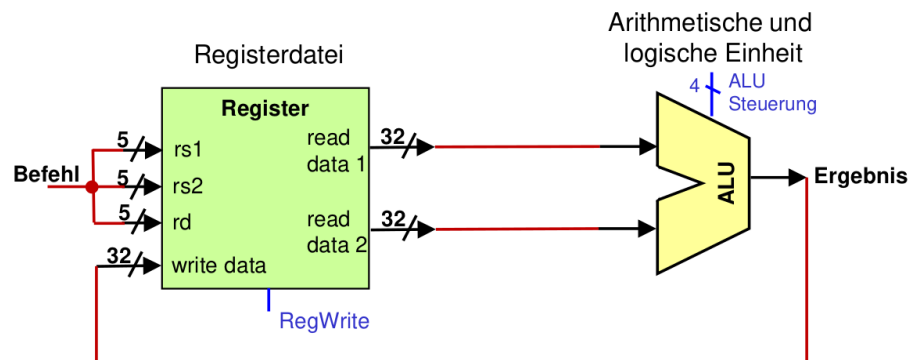 Arithmetische und
logische Einheit
Registerdatei
4 ALU
Steuerung
Register
read
data 1
32
5
rs1
Befehl
5
rs2
5
rd
read
data 2
32
32
write data
ALU
Ergebnis
RegWrite